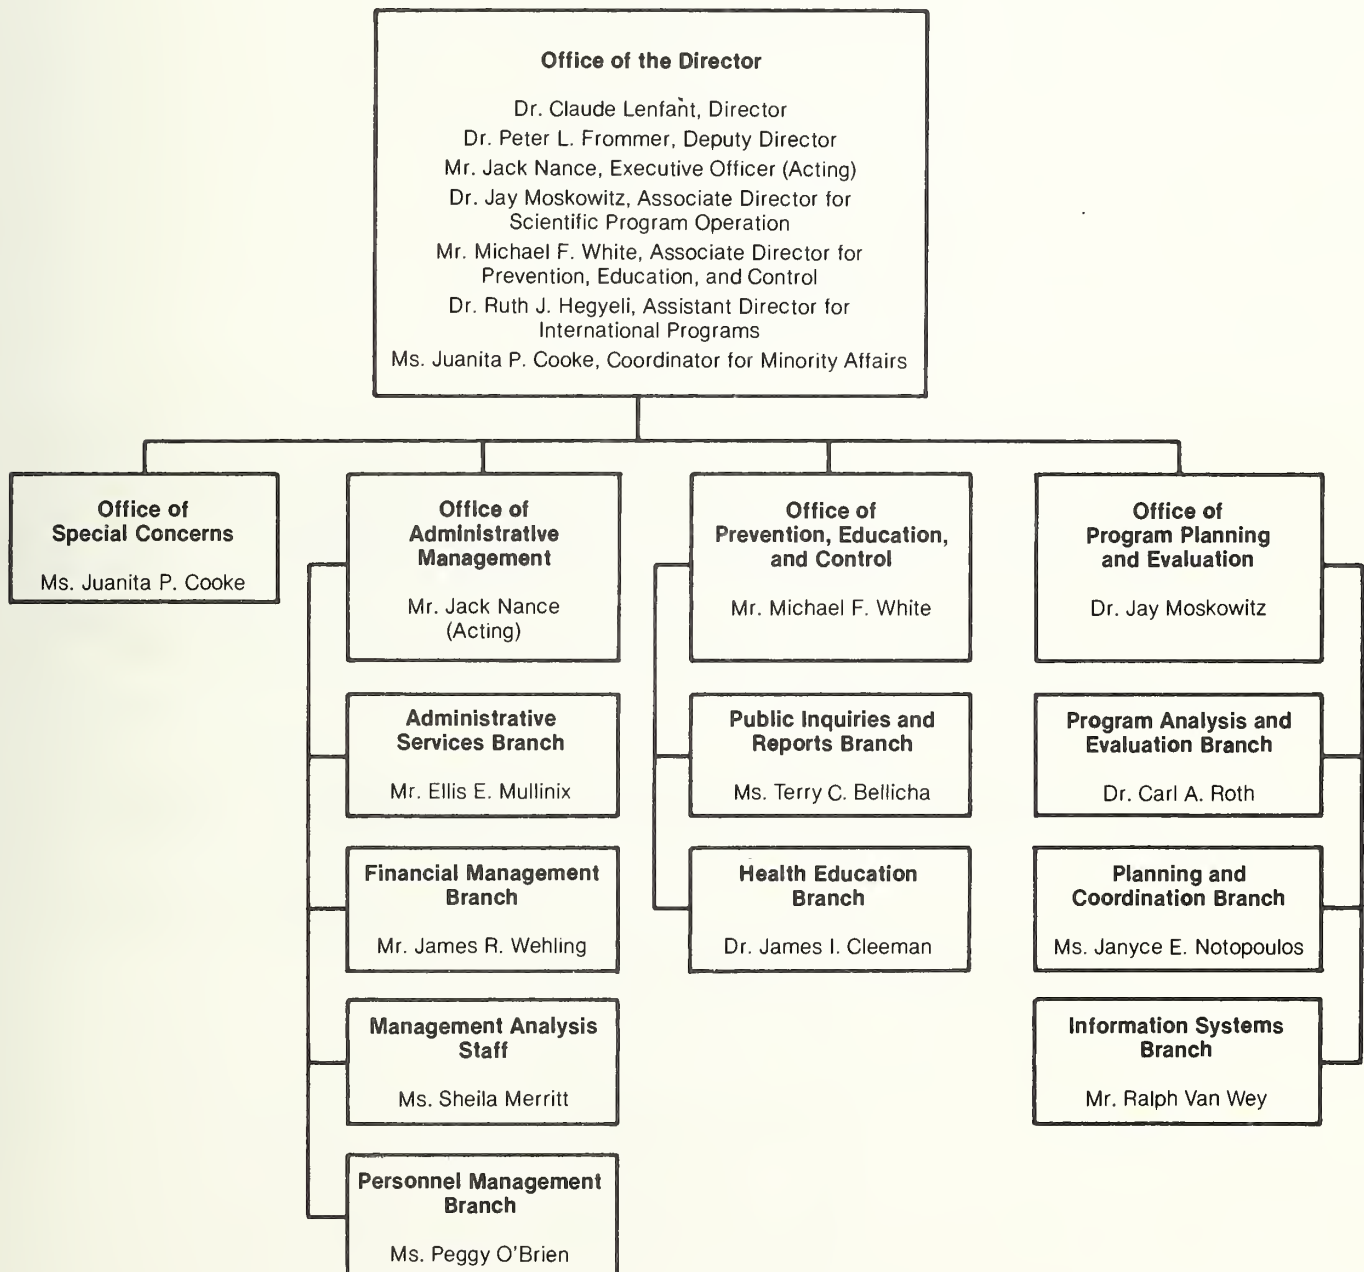 Office of the Director
Dr. Claude Lenfant, Director
Dr. Peter L. Frommer, Deputy Director
Mr. Jack Nance, Executive Officer (Acting)
Dr. Jay Moskowitz, Associate Director for
Scientific Program Operation
Mr. Michael F. White, Associate Director for
Prevention, Education, and Control
Dr. Ruth J. Hegyeli, Assistant Director for
International Programs
Ms. Juanita P. Cooke, Coordinator for Minority Affairs
Office of
Special Concerns
Ms. Juanita P. Cooke
Office of
Administrative
Management
Mr. Jack Nance
(Acting)
Administrative
Services Branch
Mr. Ellis E. Mullinix
Financial Management
Branch
Mr. James R. Wehling
Management Analysis
Staff
Ms. Sheila Merritt
Personnel Management
Branch
Ms. Peggy O'Brien
Office of
Prevention, Education,
and Control
Mr. Michael F. White
Public Inquiries and
Reports Branch
Ms. Terry C. Bellicha
Health Education
Branch
Dr. James I. Cleeman
Office of
Program Planning
and Evaluation
Dr. Jay Moskowitz
Program Analysis and
Evaluation Branch
Dr. Carl A. Roth
Planning and
Coordination Branch
Ms. Janyce E. Notopoulos
Information Systems
Branch
Mr. Ralph Van Wey